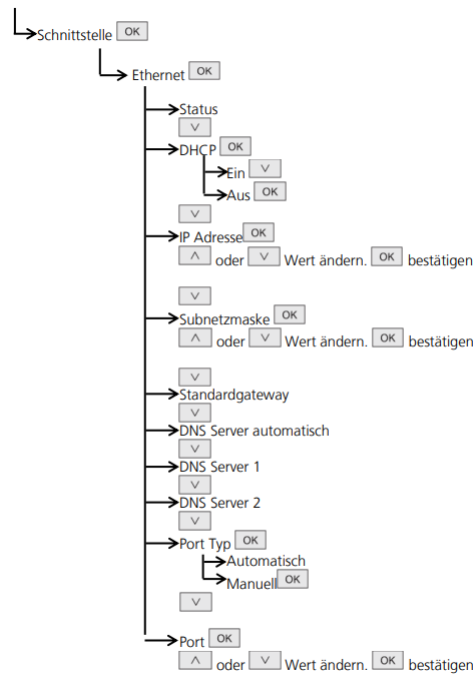 Schnittstelle OK
Ethernet OK
Status
DHCP OK
Ein
Aus OK
IP Adresse OK
oder Wert ändern. OK bestätigen
Subnetzmaske OK
oder Wert ändern. OK bestätigen
Standardgateway
DNS Server automatisch
DNS Server 1
DNS Server 2
Port Typ OK
Automatisch
Manuell OK
Port OK
oder Wert ändern. OK bestätigen